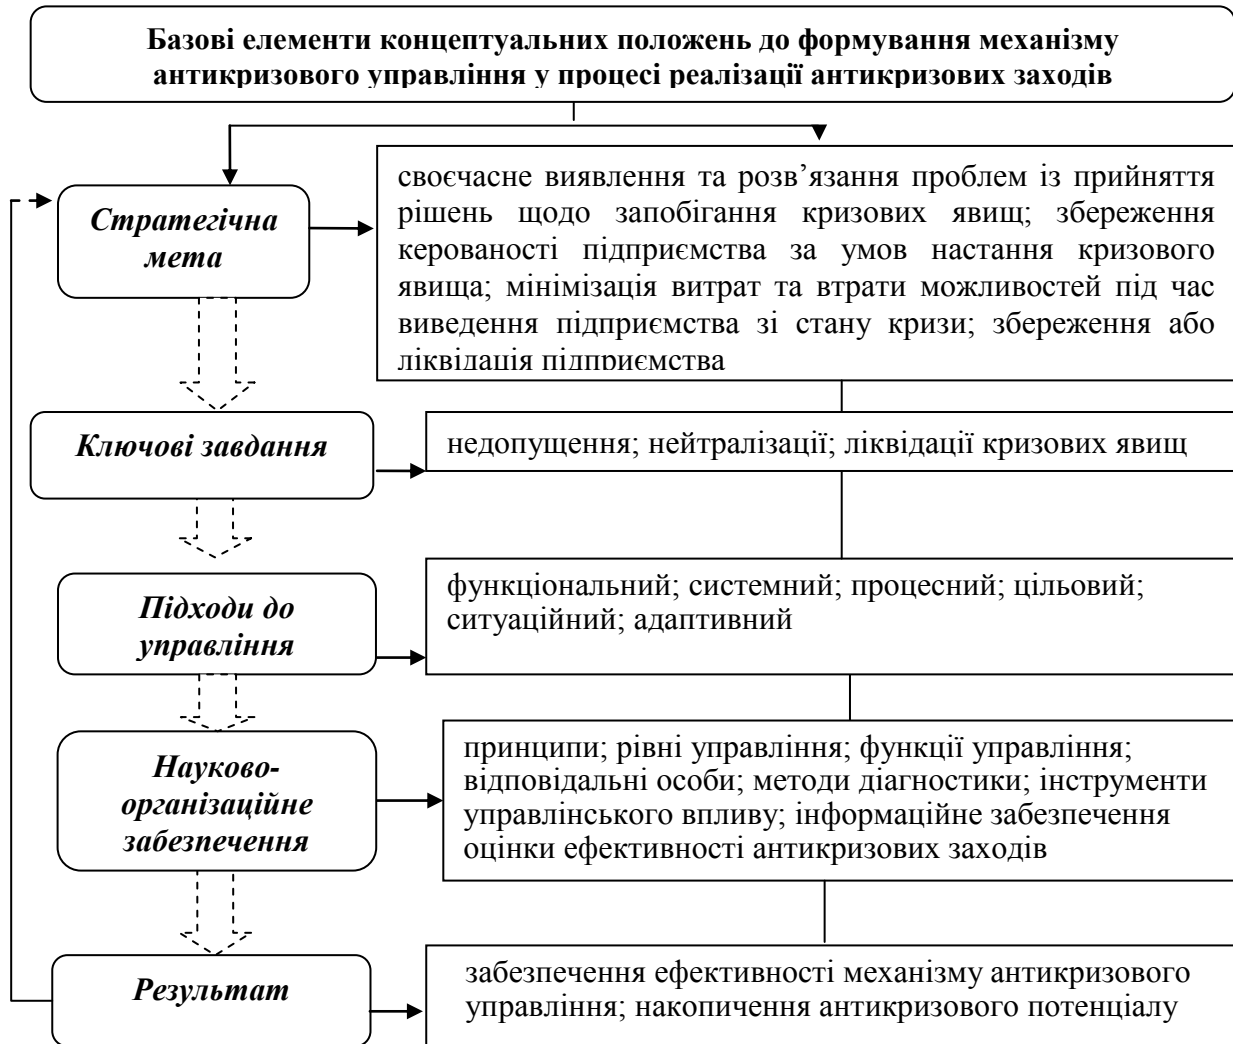 Базові елементи концептуальних положень до формування механізму
антикризового управління у процесі реалізації антикризових заходів
своєчасне виявлення та розв’язання проблем із прийняття
рішень щодо запобігання кризових явищ; збереження
керованості підприємства за умов настання кризового
явища; мінімізація витрат та втрати можливостей під час
виведення підприємства зі стану кризи; збереження або
ліквідація підприємства
Стратегічна
мета
Ключові завдання
недопущення; нейтралізації; ліквідації кризових явищ
Підходи до
управління
функціональний; системний; процесний; цільовий;
ситуаційний; адаптивний
Науково-
організаційне
забезпечення
принципи; рівні управління; функції управління;
відповідальні особи; методи діагностики; інструменти
управлінського впливу; інформаційне забезпечення
оцінки ефективності антикризових заходів
Результат
забезпечення ефективності механізму антикризового
управління; накопичення антикризового потенціалу